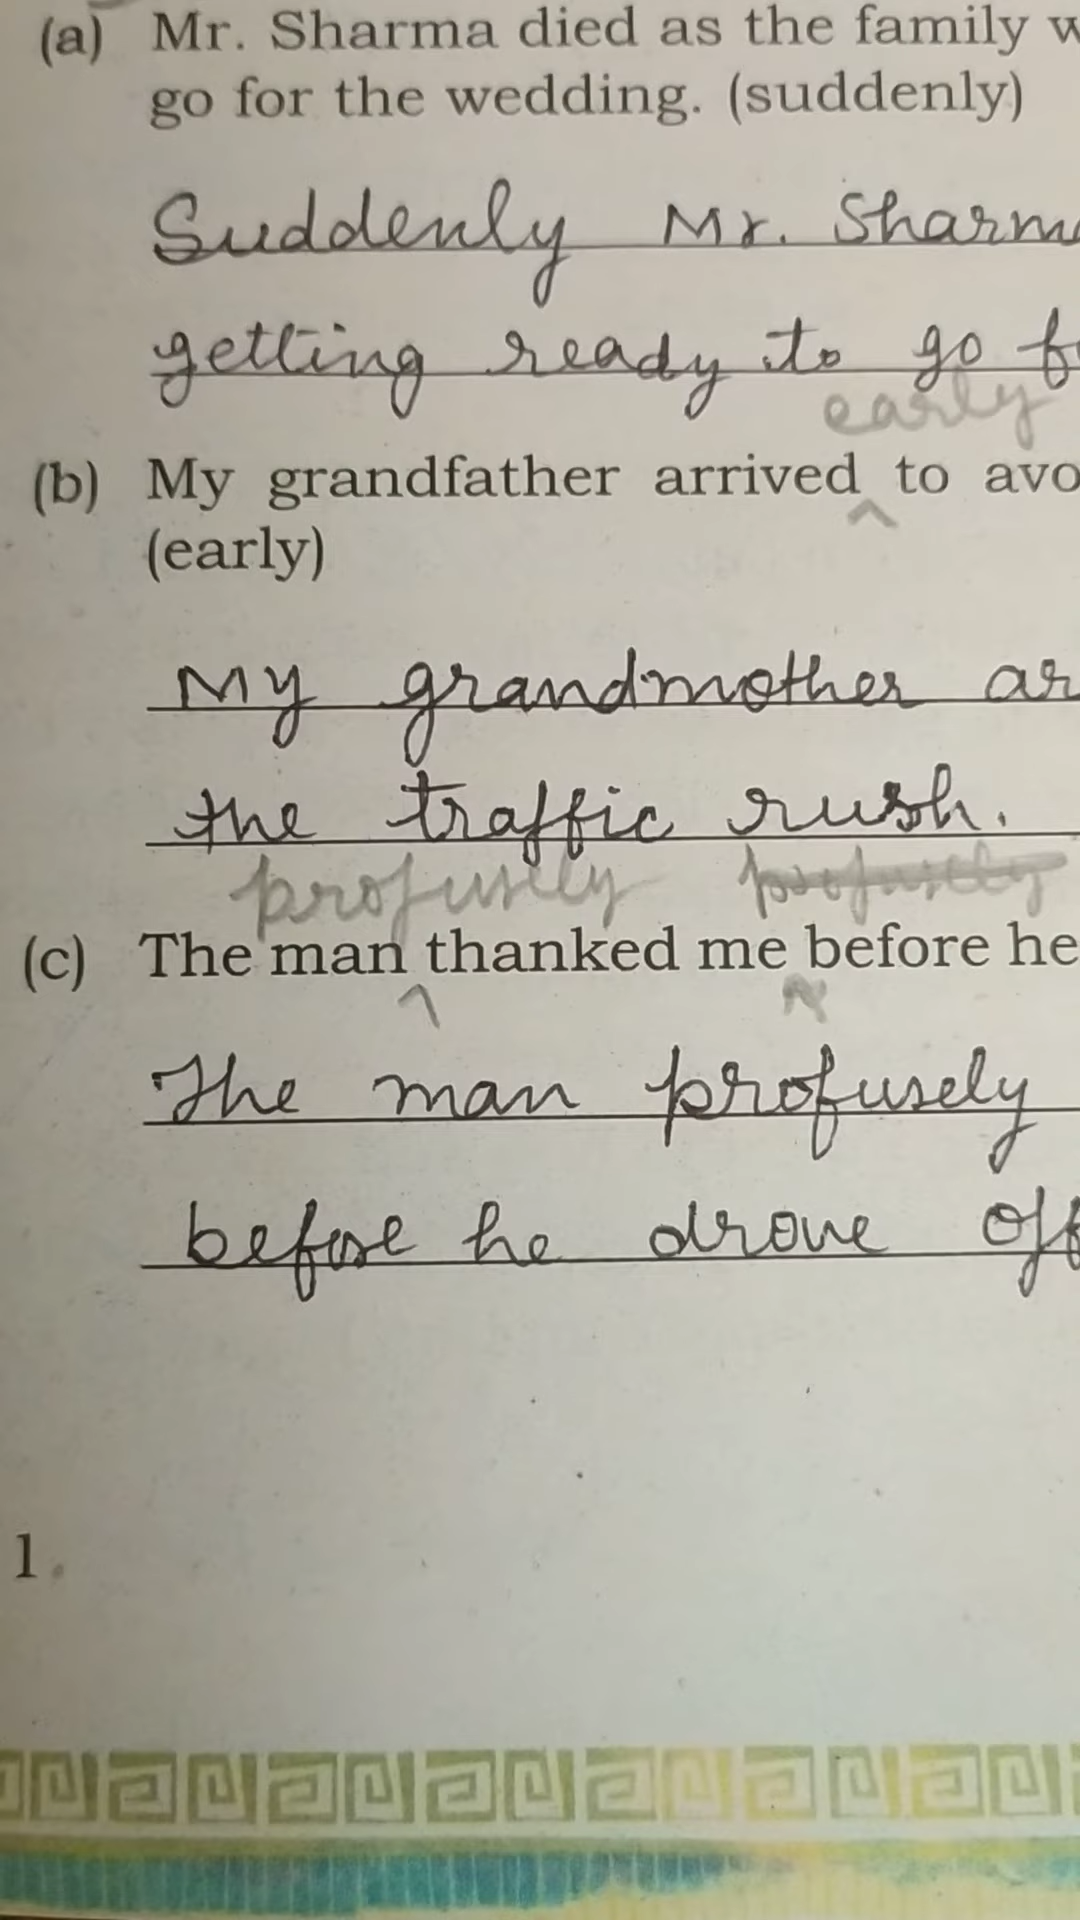 (a) Mr. Sharma died as the family w
go for the wedding. (suddenly)
Suddenly Mr. Sharma
getting ready to go f
early
(b) My grandfather arrived ^ to avo
(early)
My grandmother ar
the traffic rush.
profusely profusely
(c) The man ^ thanked me before he
The man profusely
before he drove off
1.